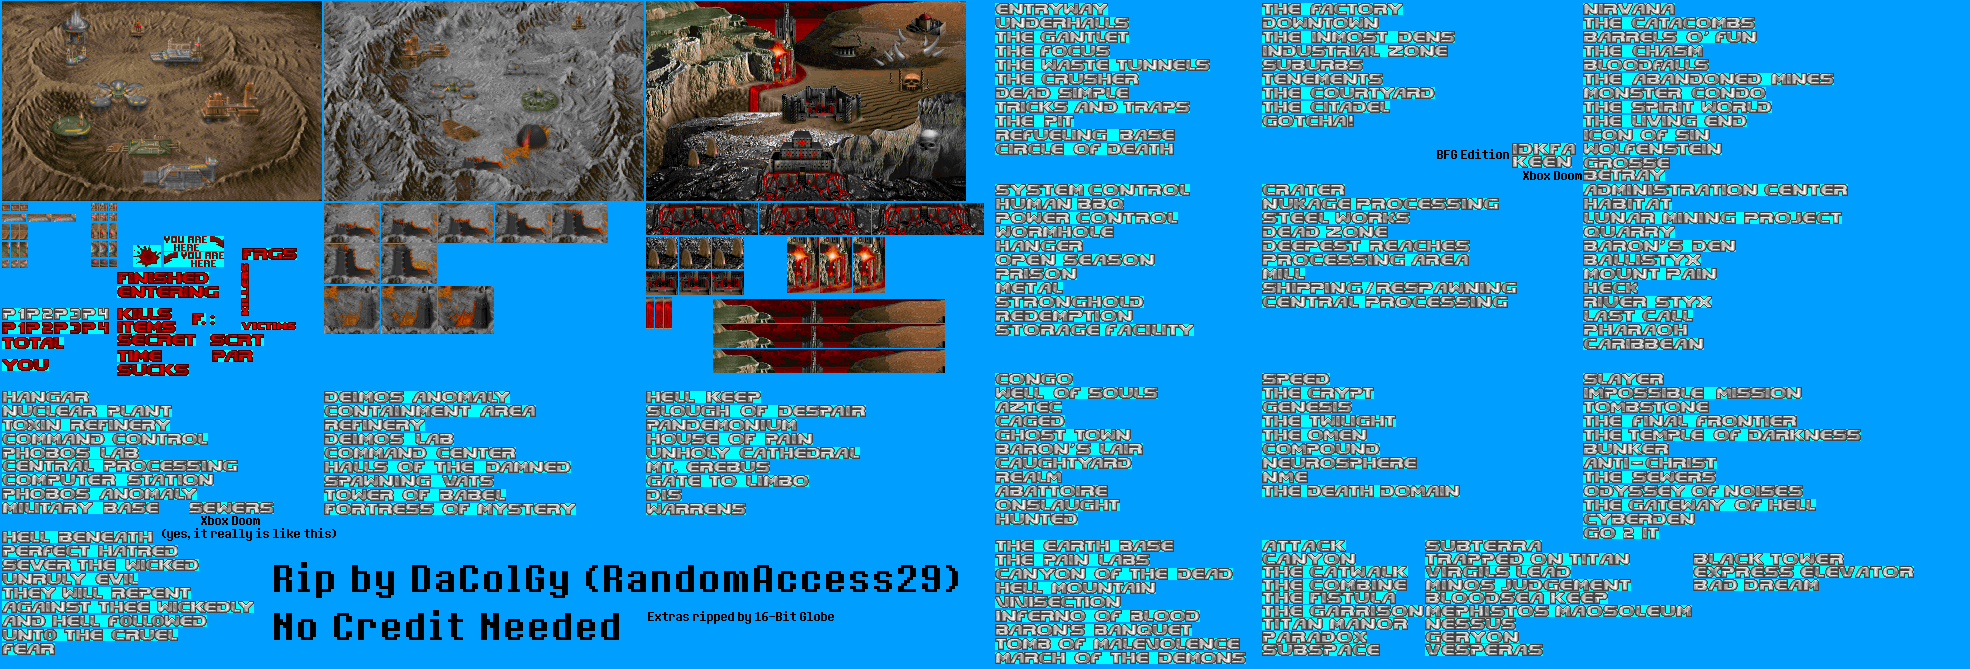 YOU ARE
HERE
YOU ARE
HERE
FRGS
KILLERS
VICTIMS
FINISHED
ENTERING
P1P2P3P4
P1P2P3P4
TOTAL
YOU
KILLS
ITEMS
F.:
SECRET SCRT
TIME PAR
SUCKS
HANGAR
NUCLEAR PLANT
TOXIN REFINERY
COMMAND CONTROL
PHOBOS LAB
CENTRAL PROCESSING
COMPUTER STATION
PHOBOS ANOMALY
MILITARY BASE SEWERS
Xbox Doom
(yes, it really is like this)
HELL BENEATH
PERFECT HATRED
SEVER THE WICKED
UNRULY EVIL
THEY WILL REPENT
AGAINST THEE WICKEDLY
AND HELL FOLLOWED
UNTO THE CRUEL
FEAR
DEIMOS ANOMALY
CONTAINMENT AREA
REFINERY
DEIMOS LAB
COMMAND CENTER
HALLS OF THE DAMNED
SPAWNING VATS
TOWER OF BABEL
FORTRESS OF MYSTERY
HELL KEEP
SLOUGH OF DESPAIR
PANDEMONIUM
HOUSE OF PAIN
UNHOLY CATHEDRAL
MT. EREBUS
GATE TO LIMBO
DIS
WARRENS
Rip by DaColGy (RandomAccess29)
No Credit Needed
Extras ripped by 16-Bit Globe
ENTRYWAY
UNDERHALLS
THE GANTLET
THE FOCUS
THE WASTE TUNNELS
THE CRUSHER
DEAD SIMPLE
TRICKS AND TRAPS
THE PIT
REFUELING BASE
CIRCLE OF DEATH
THE FACTORY
DOWNTOWN
THE INMOST DENS
INDUSTRIAL ZONE
SUBURBS
TENEMENTS
THE COURTYARD
THE CITADEL
GOTCHA!
NIRVANA
THE CATACOMBS
BARRELS O' FUN
THE CHASM
BLOODFALLS
THE ABANDONED MINES
MONSTER CONDO
THE SPIRIT WORLD
THE LIVING END
ICON OF SIN
BFG Edition IDKFA WOLFENSTEIN
KEEN GROSSE
Xbox Doom BETRAY
SYSTEM CONTROL
HUMAN BBQ
POWER CONTROL
WORMHOLE
HANGER
OPEN SEASON
PRISON
METAL
STRONGHOLD
REDEMPTION
STORAGE FACILITY
CRATER
NUKAGE PROCESSING
STEEL WORKS
DEAD ZONE
DEEPEST REACHES
PROCESSING AREA
MILL
SHIPPING/RESPAWNING
CENTRAL PROCESSING
ADMINISTRATION CENTER
HABITAT
LUNAR MINING PROJECT
QUARRY
BARON'S DEN
BALLISTYX
MOUNT PAIN
HECK
RIVER STYX
LAST CALL
PHARAOH
CARIBBEAN
CONGO
WELL OF SOULS
AZTEC
CAGED
GHOST TOWN
BARON'S LAIR
CAUGHTYARD
REALM
ABATTOIRE
ONSLAUGHT
HUNTED
SPEED
THE CRYPT
GENESIS
THE TWILIGHT
THE OMEN
COMPOUND
NEUROSPHERE
NME
THE DEATH DOMAIN
SLAYER
IMPOSSIBLE MISSION
TOMBSTONE
THE FINAL FRONTIER
THE TEMPLE OF DARKNESS
BUNKER
ANTI-CHRIST
THE SEWERS
ODYSSEY OF NOISES
THE GATEWAY OF HELL
CYBERDEN
GO 2 IT
THE EARTH BASE
THE PAIN LABS
CANYON OF THE DEAD
HELL MOUNTAIN
VIVISECTION
INFERNO OF BLOOD
BARON'S BANQUET
TOMB OF MALEVOLENCE
MARCH OF THE DEMONS
ATTACK
CANYON
THE CATWALK
THE COMBINE
THE FISTULA
THE GARRISON
TITAN MANOR
PARADOX
SUBSPACE
SUBTERRA
TRAPPED ON TITAN
VIRGILS LEAD
MINOS JUDGEMENT
BLOODSEA KEEP
MEPHISTOS MAOSOLEUM
NESSUS
GERYON
VESPERAS
BLACK TOWER
EXPRESS ELEVATOR
BAD DREAM